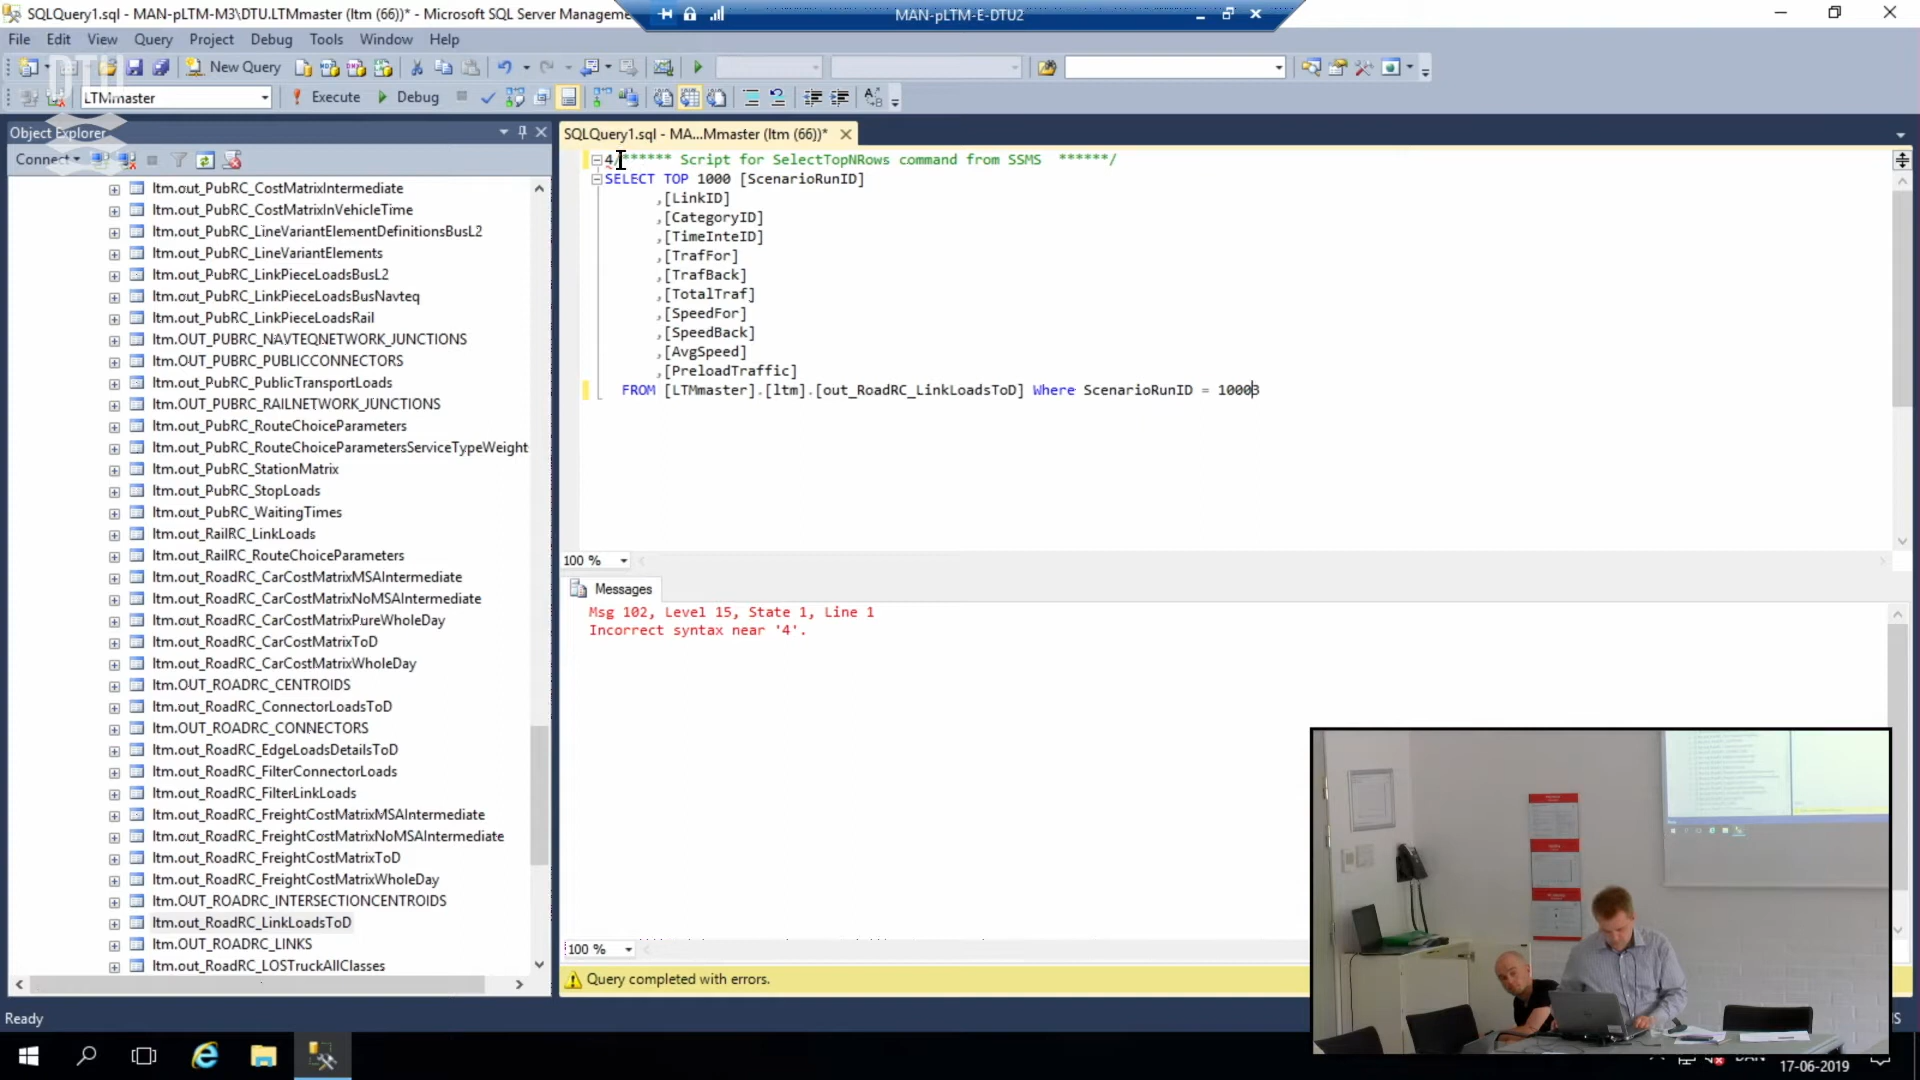 SQLQuery1.sql - MAN-pLTM-M3\DTU.LTMmaster (ltm (66))* - Microsoft SQL Server Manageme
MAN-pLTM-E-DTU2
File Edit View Query Project Debug Tools Window Help
New Query
LTMmaster
Execute
Debug
DTU
Object Explorer
Connect
ltm.out_PubRC_CostMatrixIntermediate
ltm.out_PubRC_CostMatrixInVehicleTime
ltm.out_PubRC_LineVariantElementDefinitionsBusL2
ltm.out_PubRC_LineVariantElements
ltm.out_PubRC_LinkPieceLoadsBusL2
ltm.out_PubRC_LinkPieceLoadsBusNavteq
ltm.out_PubRC_LinkPieceLoadsRail
ltm.OUT_PUBRC_NAVTEQNETWORK_JUNCTIONS
ltm.OUT_PUBRC_PUBLICCONNECTORS
ltm.out_PubRC_PublicTransportLoads
ltm.OUT_PUBRC_RAILNETWORK_JUNCTIONS
ltm.out_PubRC_RouteChoiceParameters
ltm.out_PubRC_RouteChoiceParametersServiceTypeWeight
ltm.out_PubRC_StationMatrix
ltm.out_PubRC_StopLoads
ltm.out_PubRC_WaitingTimes
ltm.out_RailRC_LinkLoads
ltm.out_RailRC_RouteChoiceParameters
ltm.out_RoadRC_CarCostMatrixMSAIntermediate
ltm.out_RoadRC_CarCostMatrixNoMSAIntermediate
ltm.out_RoadRC_CarCostMatrixPureWholeDay
ltm.out_RoadRC_CarCostMatrixToD
ltm.out_RoadRC_CarCostMatrixWholeDay
ltm.OUT_ROADRC_CENTROIDS
ltm.out_RoadRC_ConnectorLoadsToD
ltm.OUT_ROADRC_CONNECTORS
ltm.out_RoadRC_EdgeLoadsDetailsToD
ltm.out_RoadRC_FilterConnectorLoads
ltm.out_RoadRC_FilterLinkLoads
ltm.out_RoadRC_FreightCostMatrixMSAIntermediate
ltm.out_RoadRC_FreightCostMatrixNoMSAIntermediate
ltm.out_RoadRC_FreightCostMatrixToD
ltm.out_RoadRC_FreightCostMatrixWholeDay
ltm.OUT_ROADRC_INTERSECTIONCENTROIDS
ltm.out_RoadRC_LinkLoadsToD
ltm.OUT_ROADRC_LINKS
ltm.out_RoadRC_LOSTruckAllClasses
SQLQuery1.sql - MA...Mmaster (ltm (66))*
4/****** Script for SelectTopNRows command from SSMS ******/
SELECT TOP 1000 [ScenarioRunID]
,[LinkID]
,[CategoryID]
,[TimeInteID]
,[TrafFor]
,[TrafBack]
,[TotalTraf]
,[SpeedFor]
,[SpeedBack]
,[AvgSpeed]
,[PreloadTraffic]
FROM [LTMmaster].[ltm].[out_RoadRC_LinkLoadsToD] Where ScenarioRunID = 10003
100 %
Messages
Msg 102, Level 15, State 1, Line 1
Incorrect syntax near '4'.
100 %
Query completed with errors.
Ready
17-06-2019